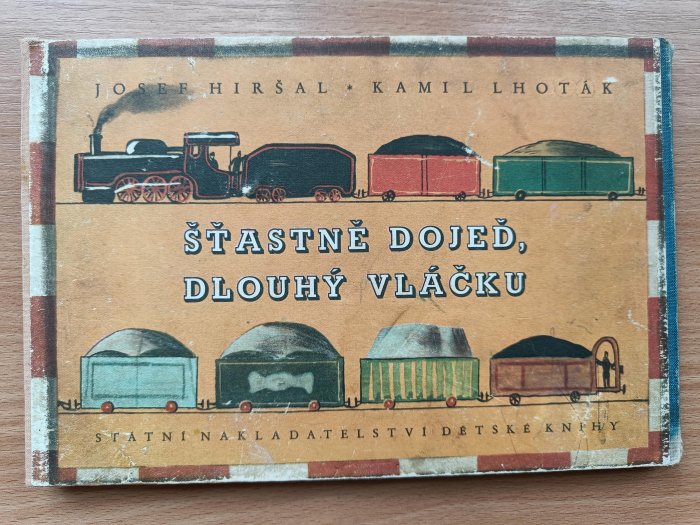 JOSEF HIRŠAL * KAMIL LHOTÁK
ŠŤASTNĚ DOJEĎ,
DLOUHÝ VLÁČKU
STÁTNÍ NAKLADATELSTVÍ DĚTSKÉ KNIHY